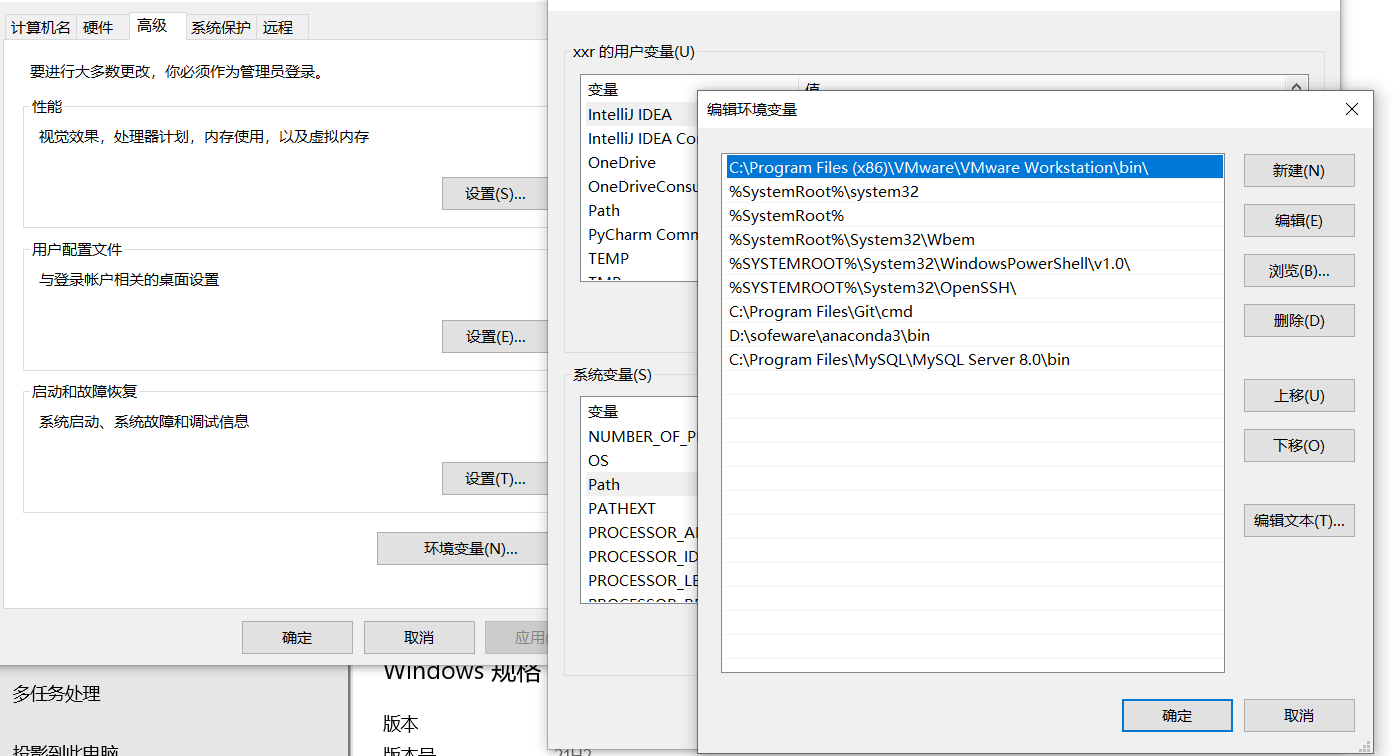 计算机名 硬件 高级 系统保护 远程
要进行大多数更改，你必须作为管理员登录。
性能
视觉效果，处理器计划，内存使用，以及虚拟内存
设置(S)...
用户配置文件
与登录帐户相关的桌面设置
设置(E)...
启动和故障恢复
系统启动、系统故障和调试信息
设置(T)...
环境变量(N)...
确定 取消 应用(
Windows 规格
多任务处理
版本
投影到此电脑
版本号
21H2
xxr 的用户变量(U)
变量 值
IntelliJ IDEA
IntelliJ IDEA Co
OneDrive
OneDriveConsu
Path
PyCharm Comm
TEMP
TMP
系统变量(S)
变量
NUMBER_OF_P
OS
Path
PATHEXT
PROCESSOR_A
PROCESSOR_ID
PROCESSOR_LE
PROCESSOR_RE
编辑环境变量
C:\Program Files (x86)\VMware\VMware Workstation\bin\
%SystemRoot%\system32
%SystemRoot%
%SystemRoot%\System32\Wbem
%SYSTEMROOT%\System32\WindowsPowerShell\v1.0\
%SYSTEMROOT%\System32\OpenSSH\
C:\Program Files\Git\cmd
D:\sofeware\anaconda3\bin
C:\Program Files\MySQL\MySQL Server 8.0\bin
新建(N)
编辑(E)
浏览(B)...
删除(D)
上移(U)
下移(O)
编辑文本(T)...
确定 取消